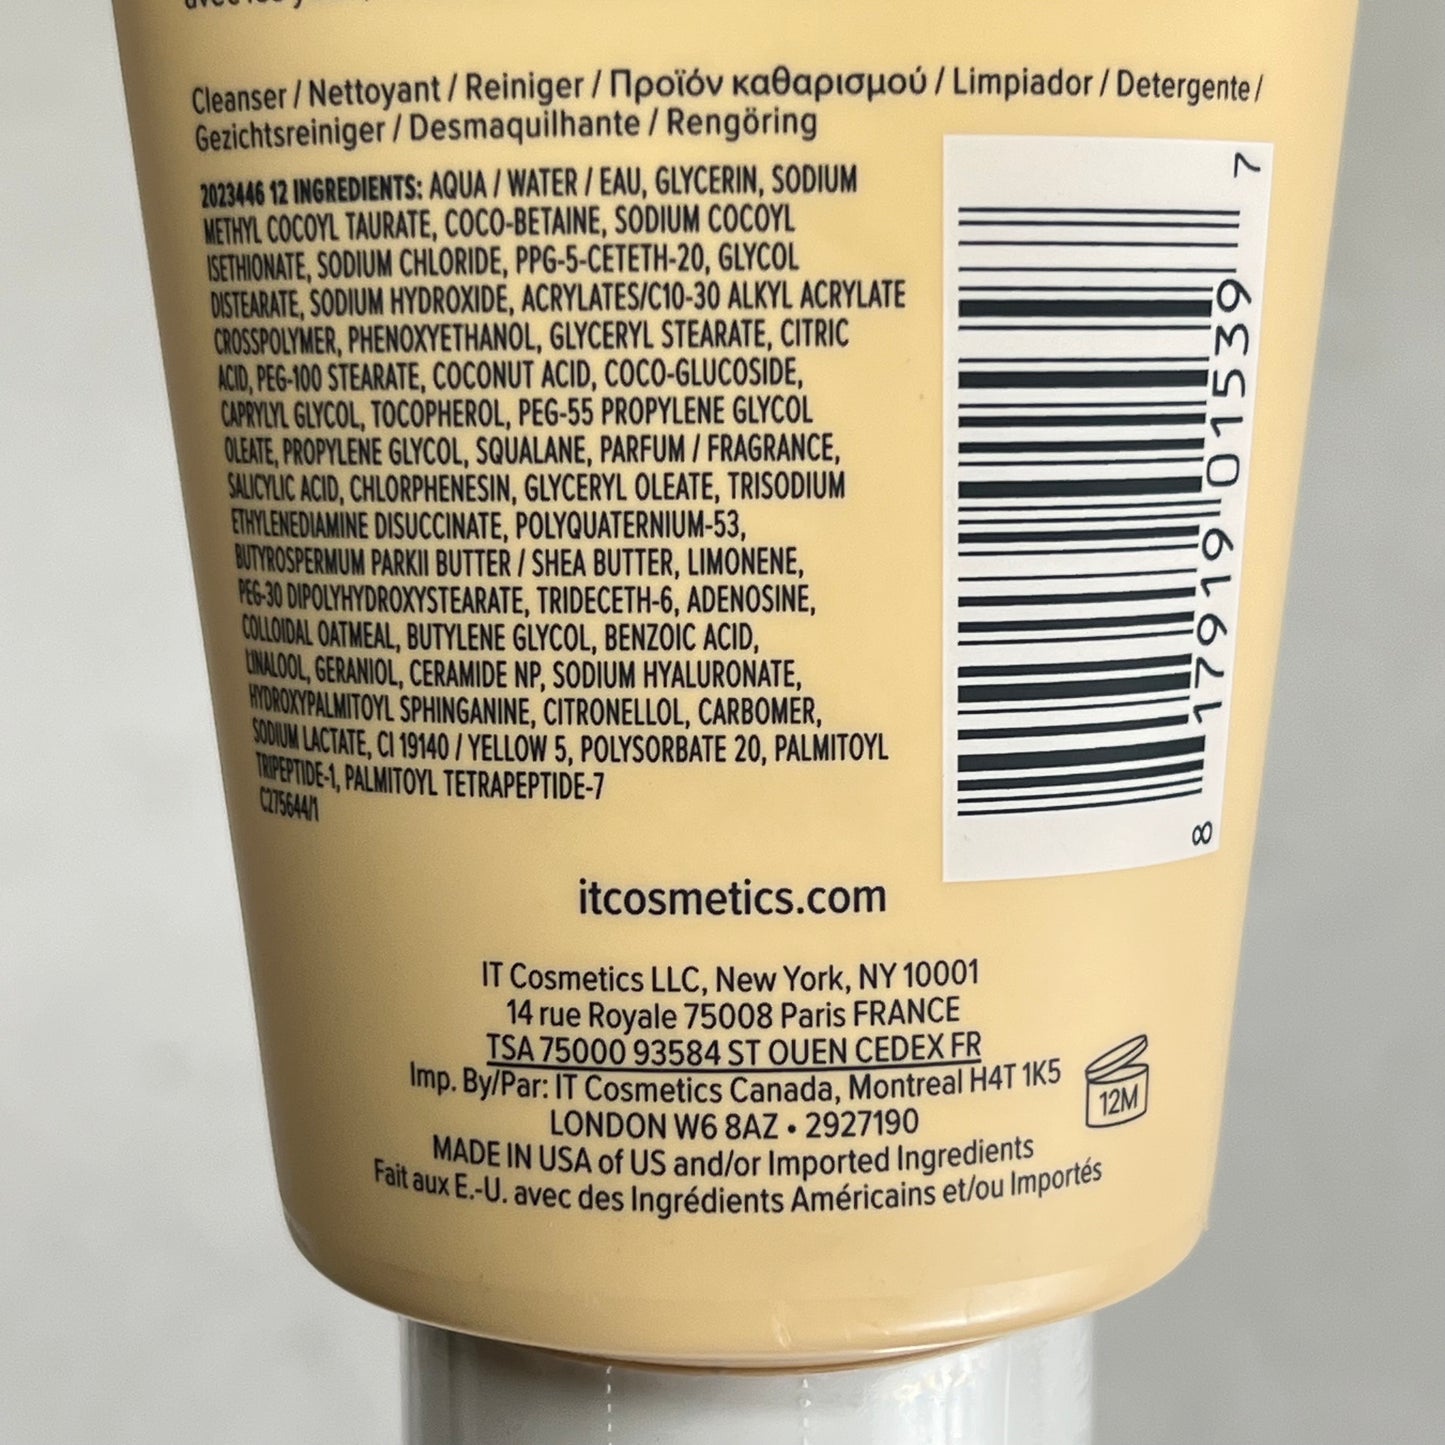 Cleanser / Nettoyant / Reiniger / Προϊόν καθαρισμού / Limpiador / Detergente /
Gezichtsreiniger / Desmaquilhante / Rengöring
2023446 12 INGREDIENTS: AQUA / WATER / EAU, GLYCERIN, SODIUM
METHYL COCOYL TAURATE, COCO-BETAINE, SODIUM COCOYL
ISETHIONATE, SODIUM CHLORIDE, PPG-5-CETETH-20, GLYCOL
DISTEARATE, SODIUM HYDROXIDE, ACRYLATES/C10-30 ALKYL ACRYLATE
CROSSPOLYMER, PHENOXYETHANOL, GLYCERYL STEARATE, CITRIC
ACID, PEG-100 STEARATE, COCONUT ACID, COCO-GLUCOSIDE,
CAPRYLYL GLYCOL, TOCOPHEROL, PEG-55 PROPYLENE GLYCOL
OLEATE, PROPYLENE GLYCOL, SQUALANE, PARFUM / FRAGRANCE,
SALICYLIC ACID, CHLORPHENESIN, GLYCERYL OLEATE, TRISODIUM
ETHYLENEDIAMINE DISUCCINATE, POLYQUATERNIUM-53,
BUTYROSPERMUM PARKII BUTTER / SHEA BUTTER, LIMONENE,
PEG-30 DIPOLYHYDROXYSTEARATE, TRIDECETH-6, ADENOSINE,
COLLOIDAL OATMEAL, BUTYLENE GLYCOL, BENZOIC ACID,
LINALOOL, GERANIOL, CERAMIDE NP, SODIUM HYALURONATE,
HYDROXYPALMITOYL SPHINGANINE, CITRONELLOL, CARBOMER,
SODIUM LACTATE, CI 19140 / YELLOW 5, POLYSORBATE 20, PALMITOYL
TRIPEPTIDE-1, PALMITOYL TETRAPEPTIDE-7
C275644/1
8 17919 01539 7
itcosmetics.com
IT Cosmetics LLC, New York, NY 10001
14 rue Royale 75008 Paris FRANCE
TSA 75000 93584 ST OUEN CEDEX FR
Imp. By/Par: IT Cosmetics Canada, Montreal H4T 1K5
LONDON W6 8AZ • 2927190
MADE IN USA of US and/or Imported Ingredients
Fait aux E.-U. avec des Ingrédients Américains et/ou Importés
12M